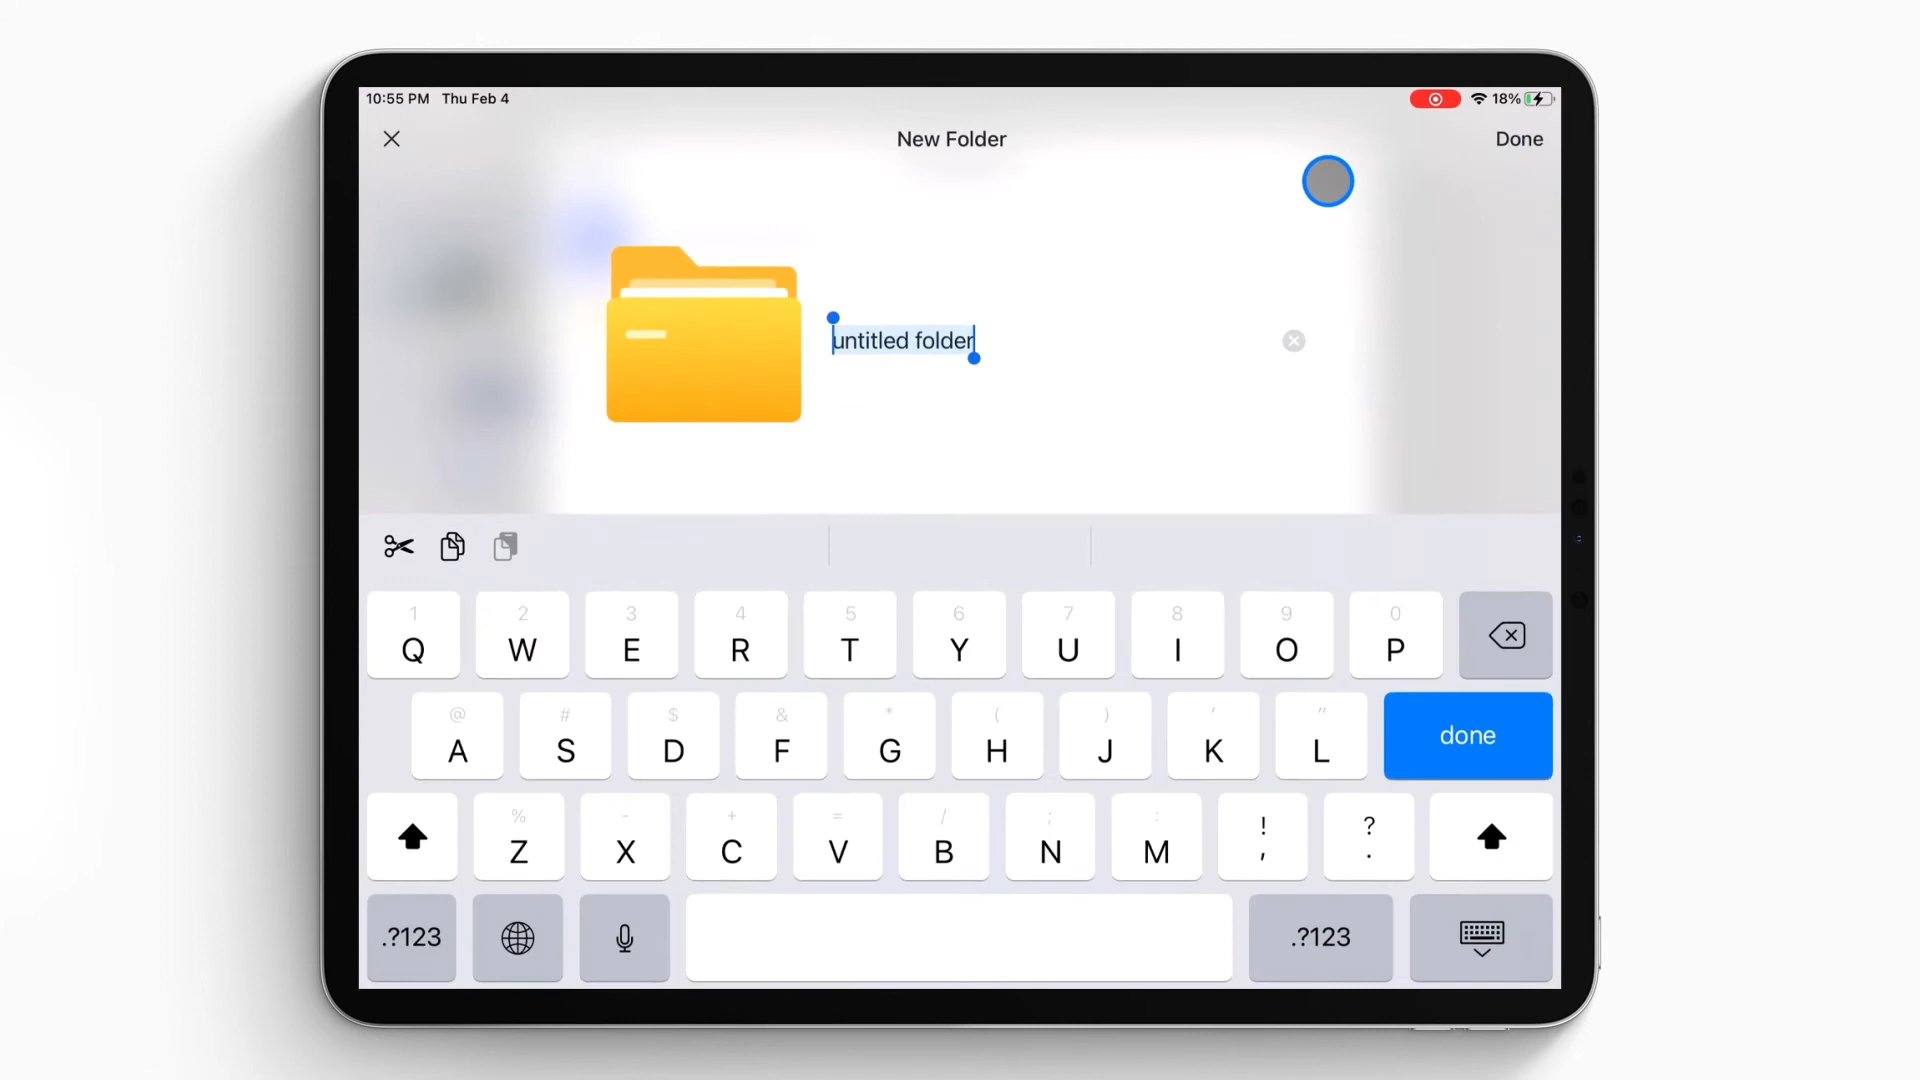 10:55 PM Thu Feb 4
18%
New Folder
Done
untitled folder
1 2 3 4 5 6 7 8 9 0
Q W E R T Y U I O P
@ # $ & * ( ) ' "
A S D F G H J K L done
% - + = / ; : ! ?
Z X C V B N M , .
.?123 .?123